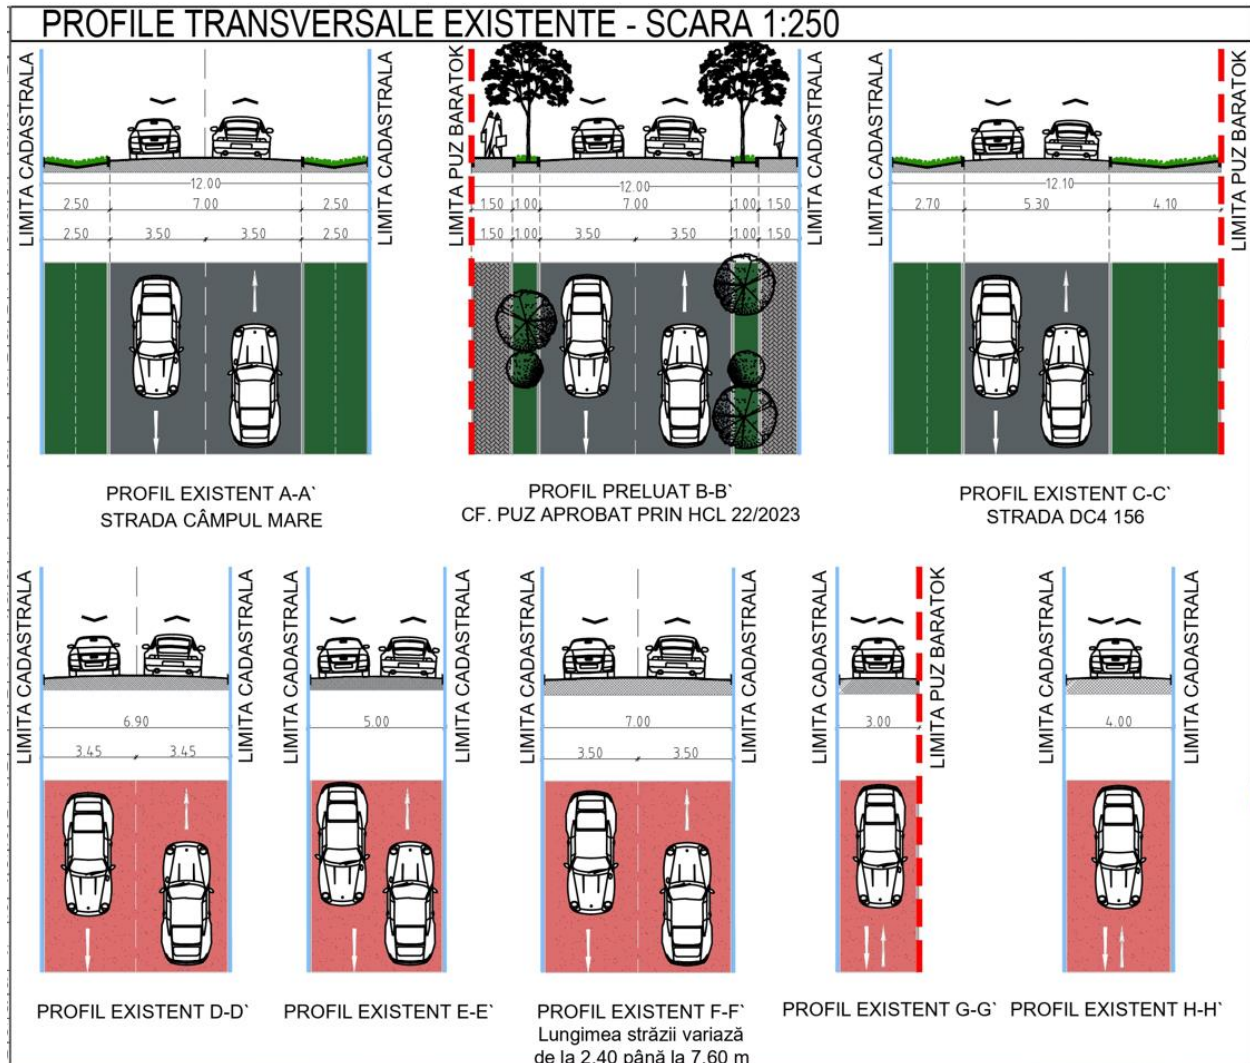 PROFILE TRANSVERSALE EXISTENTE - SCARA 1:250
LIMITA CADASTRALA
12.00
2.50 7.00 2.50
2.50 3.50 3.50 2.50
LIMITA CADASTRALA
PROFIL EXISTENT A-A`
STRADA CÂMPUL MARE
LIMITA PUZ BARATOK
12.00
1.50 1.00 7.00 1.00 1.50
1.50 1.00 3.50 3.50 1.00 1.50
LIMITA CADASTRALA
PROFIL PRELUAT B-B`
CF. PUZ APROBAT PRIN HCL 22/2023
LIMITA CADASTRALA
12.10
2.70 5.30 4.10
LIMITA PUZ BARATOK
PROFIL EXISTENT C-C`
STRADA DC4 156
LIMITA CADASTRALA
6.90
3.45 3.45
LIMITA CADASTRALA
PROFIL EXISTENT D-D`
LIMITA CADASTRALA
5.00
LIMITA CADASTRALA
PROFIL EXISTENT E-E`
LIMITA CADASTRALA
7.00
3.50 3.50
LIMITA CADASTRALA
PROFIL EXISTENT F-F`
Lungimea străzii variază
de la 2.40 până la 7.60 m
LIMITA CADASTRALA
3.00
LIMITA PUZ BARATOK
PROFIL EXISTENT G-G`
LIMITA CADASTRALA
4.00
LIMITA CADASTRALA
PROFIL EXISTENT H-H`